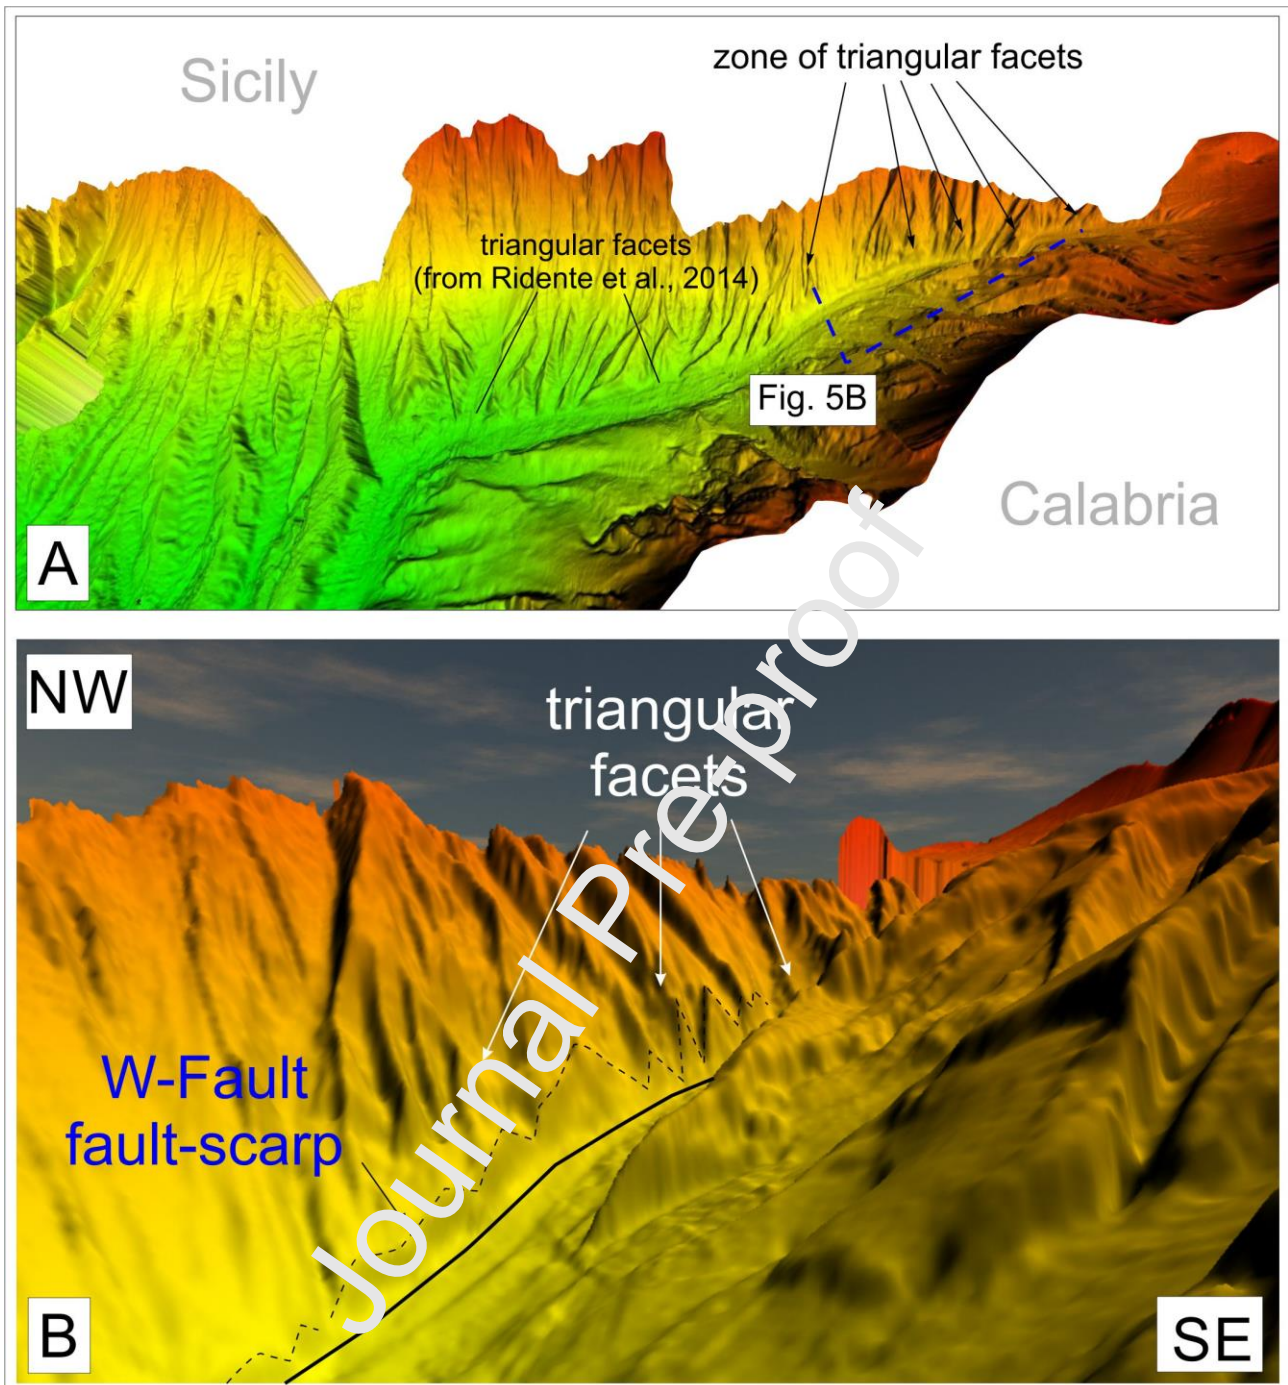 Sicily
zone of triangular facets
triangular facets
(from Ridente et al., 2014)
Fig. 5B
Calabria
A
NW
triangular
facets
Journal Pre-proof
W-Fault
fault-scarp
B
SE